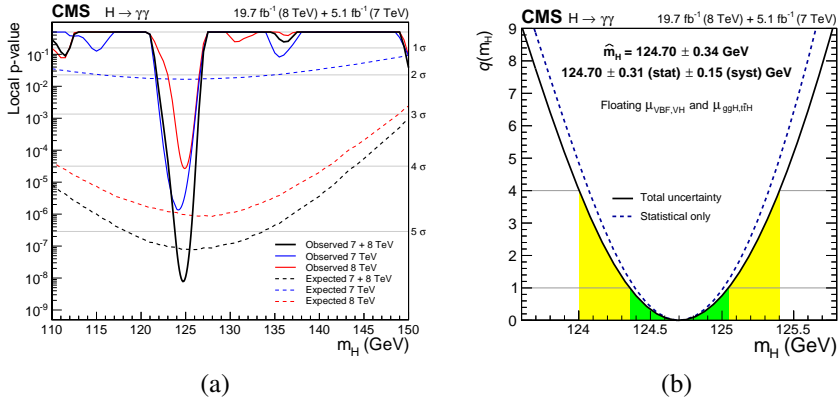 CMS H → γγ 19.7 fb⁻¹ (8 TeV) + 5.1 fb⁻¹ (7 TeV)
Local p-value
10⁻¹
10⁻²
10⁻³
10⁻⁴
10⁻⁵
10⁻⁶
10⁻⁷
10⁻⁸
10⁻⁹
1 σ
2 σ
3 σ
4 σ
5 σ
Observed 7 + 8 TeV
Observed 7 TeV
Observed 8 TeV
Expected 7 + 8 TeV
Expected 7 TeV
Expected 8 TeV
110 115 120 125 130 135 140 145 150
m_H (GeV)
(a)
CMS H → γγ 19.7 fb⁻¹ (8 TeV) + 5.1 fb⁻¹ (7 TeV)
q(m_H)
9
8
7
6
5
4
3
2
1
0
m̂_H = 124.70 ± 0.34 GeV
124.70 ± 0.31 (stat) ± 0.15 (syst) GeV
Floating μ_VBF,VH and μ_ggH,tt̄H
Total uncertainty
Statistical only
124 124.5 125 125.5
m_H (GeV)
(b)